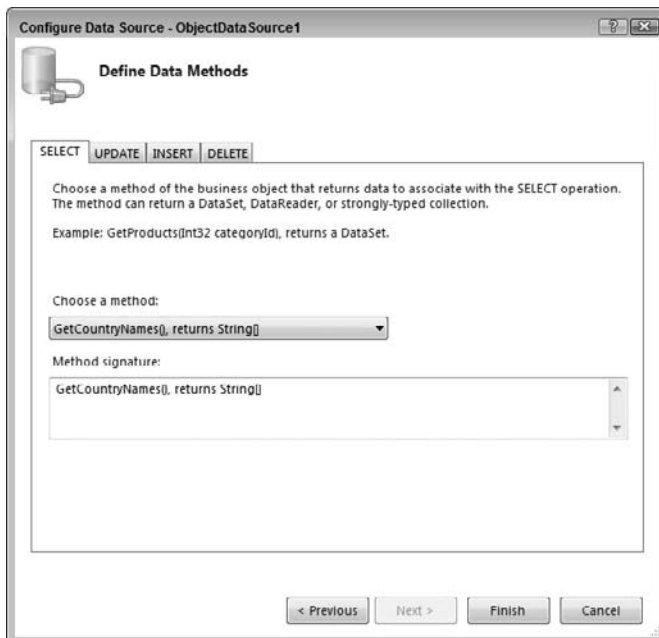 Configure Data Source - ObjectDataSource1
Define Data Methods
SELECT UPDATE INSERT DELETE
Choose a method of the business object that returns data to associate with the SELECT operation.
The method can return a DataSet, DataReader, or strongly-typed collection.
Example: GetProducts(Int32 categoryId), returns a DataSet.
Choose a method:
GetCountryNames(), returns String[]
Method signature:
GetCountryNames(), returns String[]
< Previous Next > Finish Cancel